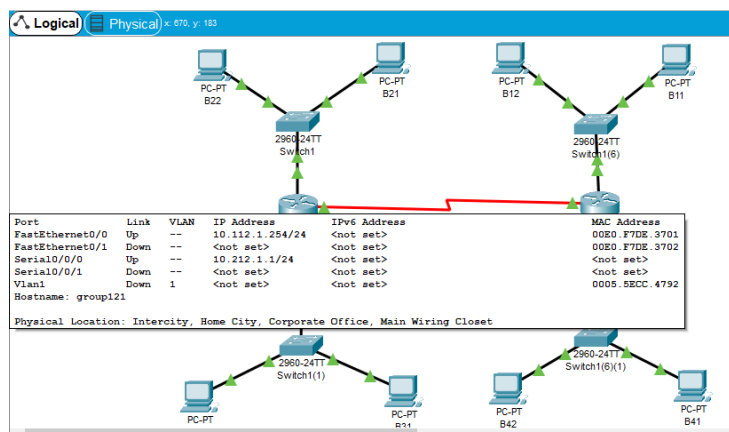 Logical Physical x: 670, y: 183
PC-PT
B22
PC-PT
B21
PC-PT
B12
PC-PT
B11
2960-24TT
Switch1
2960-24TT
Switch1(6)
Port Link VLAN IP Address IPv6 Address MAC Address
FastEthernet0/0 Up -- 10.112.1.254/24 <not set> 00E0.F7DE.3701
FastEthernet0/1 Down -- <not set> <not set> 00E0.F7DE.3702
Serial0/0/0 Up -- 10.212.1.1/24 <not set> <not set>
Serial0/0/1 Down -- <not set> <not set> <not set>
Vlan1 Down 1 <not set> <not set> 0005.5ECC.4792
Hostname: group121
Physical Location: Intercity, Home City, Corporate Office, Main Wiring Closet
2960-24TT
Switch1(1)
2960-24TT
Switch1(6)(1)
PC-PT
PC-PT
B31
PC-PT
B42
PC-PT
B41